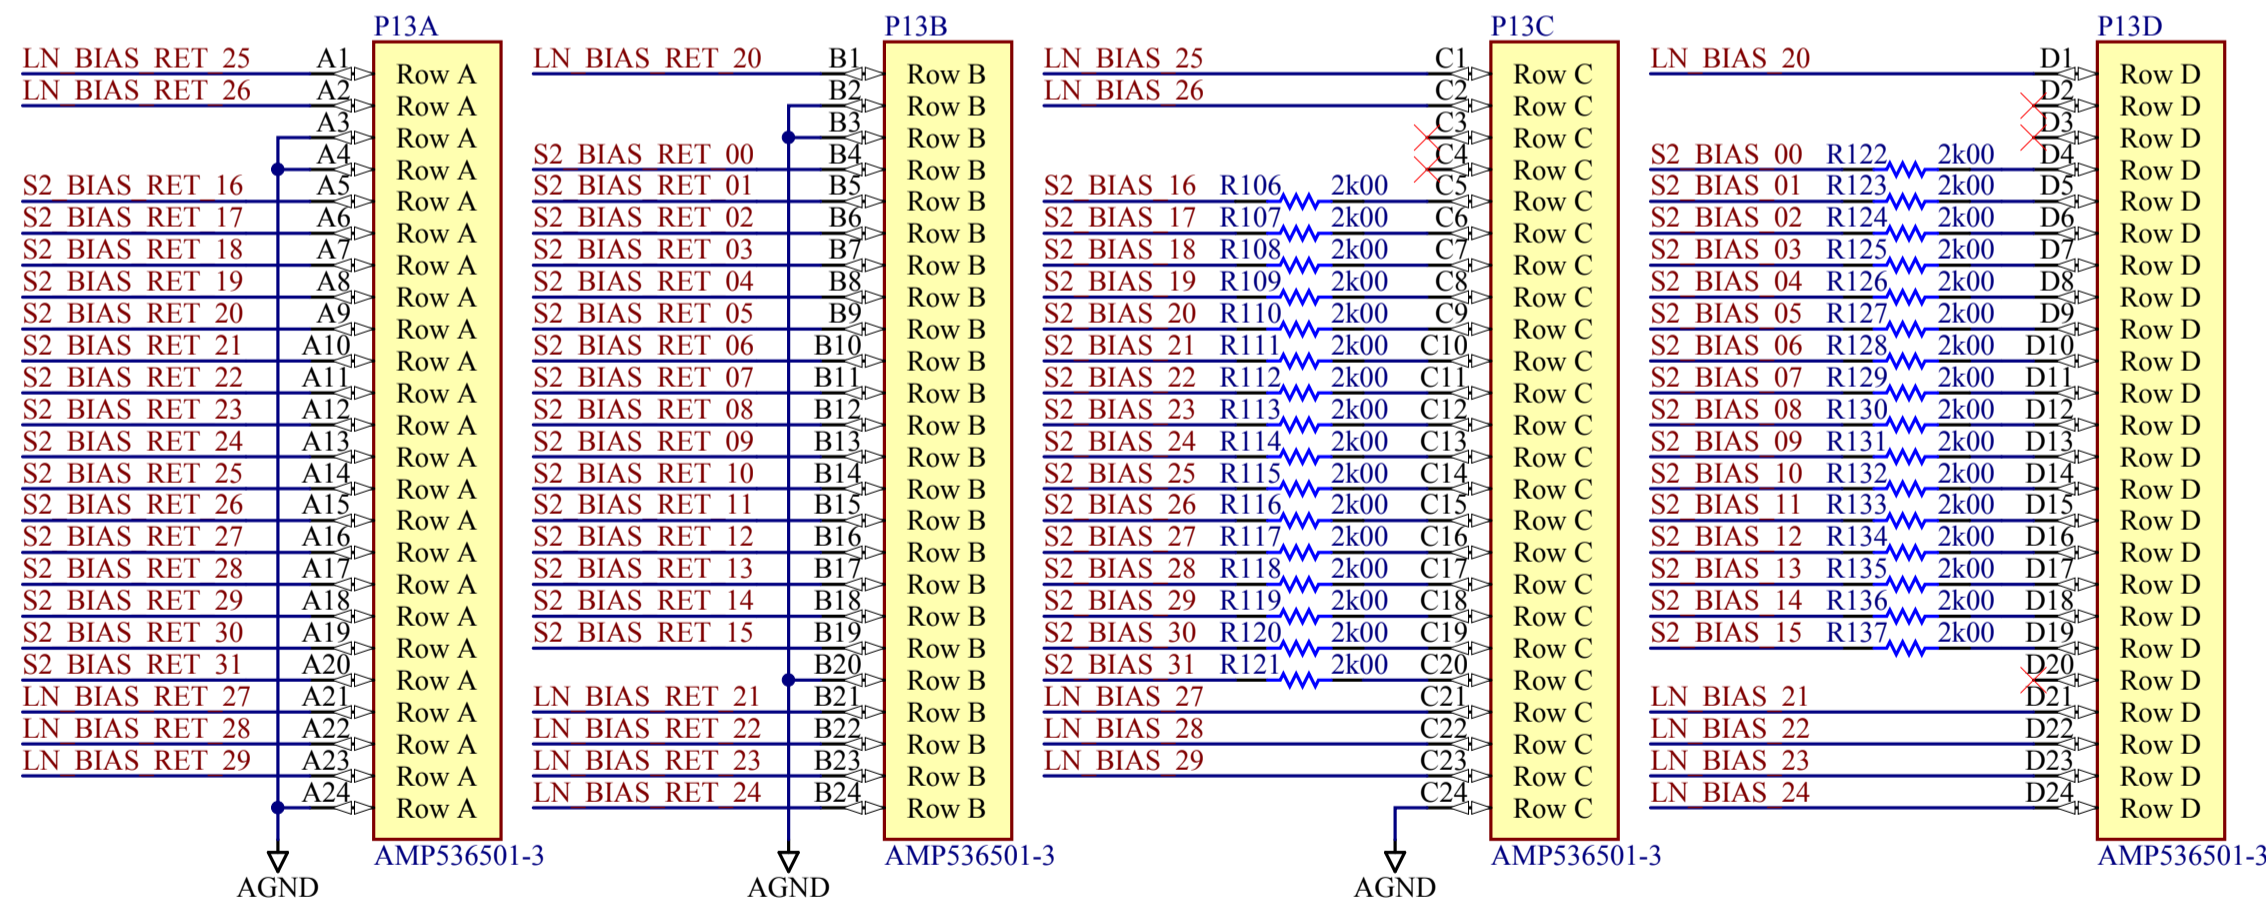 P13A
LN_BIAS_RET_25 A1 Row A
LN_BIAS_RET_26 A2 Row A
A3 Row A
A4 Row A
S2_BIAS_RET_16 A5 Row A
S2_BIAS_RET_17 A6 Row A
S2_BIAS_RET_18 A7 Row A
S2_BIAS_RET_19 A8 Row A
S2_BIAS_RET_20 A9 Row A
S2_BIAS_RET_21 A10 Row A
S2_BIAS_RET_22 A11 Row A
S2_BIAS_RET_23 A12 Row A
S2_BIAS_RET_24 A13 Row A
S2_BIAS_RET_25 A14 Row A
S2_BIAS_RET_26 A15 Row A
S2_BIAS_RET_27 A16 Row A
S2_BIAS_RET_28 A17 Row A
S2_BIAS_RET_29 A18 Row A
S2_BIAS_RET_30 A19 Row A
S2_BIAS_RET_31 A20 Row A
LN_BIAS_RET_27 A21 Row A
LN_BIAS_RET_28 A22 Row A
LN_BIAS_RET_29 A23 Row A
A24 Row A
AMP536501-3
AGND
P13B
LN_BIAS_RET_20 B1 Row B
B2 Row B
B3 Row B
S2_BIAS_RET_00 B4 Row B
S2_BIAS_RET_01 B5 Row B
S2_BIAS_RET_02 B6 Row B
S2_BIAS_RET_03 B7 Row B
S2_BIAS_RET_04 B8 Row B
S2_BIAS_RET_05 B9 Row B
S2_BIAS_RET_06 B10 Row B
S2_BIAS_RET_07 B11 Row B
S2_BIAS_RET_08 B12 Row B
S2_BIAS_RET_09 B13 Row B
S2_BIAS_RET_10 B14 Row B
S2_BIAS_RET_11 B15 Row B
S2_BIAS_RET_12 B16 Row B
S2_BIAS_RET_13 B17 Row B
S2_BIAS_RET_14 B18 Row B
S2_BIAS_RET_15 B19 Row B
B20 Row B
LN_BIAS_RET_21 B21 Row B
LN_BIAS_RET_22 B22 Row B
LN_BIAS_RET_23 B23 Row B
LN_BIAS_RET_24 B24 Row B
AMP536501-3
AGND
P13C
LN_BIAS_25 C1 Row C
LN_BIAS_26 C2 Row C
C3 Row C
C4 Row C
S2_BIAS_16 R106 2k00 C5 Row C
S2_BIAS_17 R107 2k00 C6 Row C
S2_BIAS_18 R108 2k00 C7 Row C
S2_BIAS_19 R109 2k00 C8 Row C
S2_BIAS_20 R110 2k00 C9 Row C
S2_BIAS_21 R111 2k00 C10 Row C
S2_BIAS_22 R112 2k00 C11 Row C
S2_BIAS_23 R113 2k00 C12 Row C
S2_BIAS_24 R114 2k00 C13 Row C
S2_BIAS_25 R115 2k00 C14 Row C
S2_BIAS_26 R116 2k00 C15 Row C
S2_BIAS_27 R117 2k00 C16 Row C
S2_BIAS_28 R118 2k00 C17 Row C
S2_BIAS_29 R119 2k00 C18 Row C
S2_BIAS_30 R120 2k00 C19 Row C
S2_BIAS_31 R121 2k00 C20 Row C
LN_BIAS_27 C21 Row C
LN_BIAS_28 C22 Row C
LN_BIAS_29 C23 Row C
C24 Row C
AMP536501-3
AGND
P13D
LN_BIAS_20 D1 Row D
D2 Row D
D3 Row D
S2_BIAS_00 R122 2k00 D4 Row D
S2_BIAS_01 R123 2k00 D5 Row D
S2_BIAS_02 R124 2k00 D6 Row D
S2_BIAS_03 R125 2k00 D7 Row D
S2_BIAS_04 R126 2k00 D8 Row D
S2_BIAS_05 R127 2k00 D9 Row D
S2_BIAS_06 R128 2k00 D10 Row D
S2_BIAS_07 R129 2k00 D11 Row D
S2_BIAS_08 R130 2k00 D12 Row D
S2_BIAS_09 R131 2k00 D13 Row D
S2_BIAS_10 R132 2k00 D14 Row D
S2_BIAS_11 R133 2k00 D15 Row D
S2_BIAS_12 R134 2k00 D16 Row D
S2_BIAS_13 R135 2k00 D17 Row D
S2_BIAS_14 R136 2k00 D18 Row D
S2_BIAS_15 R137 2k00 D19 Row D
D20 Row D
LN_BIAS_21 D21 Row D
LN_BIAS_22 D22 Row D
LN_BIAS_23 D23 Row D
LN_BIAS_24 D24 Row D
AMP536501-3